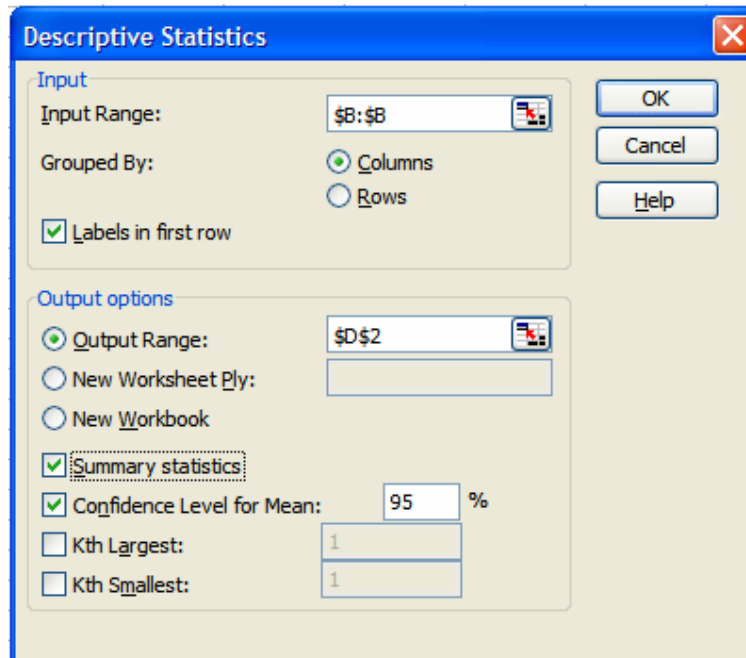 Descriptive Statistics
Input
Input Range: $B:$B
Grouped By: Columns
Rows
Labels in first row
OK
Cancel
Help
Output options
Output Range: $D$2
New Worksheet Ply:
New Workbook
Summary statistics
Confidence Level for Mean: 95 %
Kth Largest: 1
Kth Smallest: 1